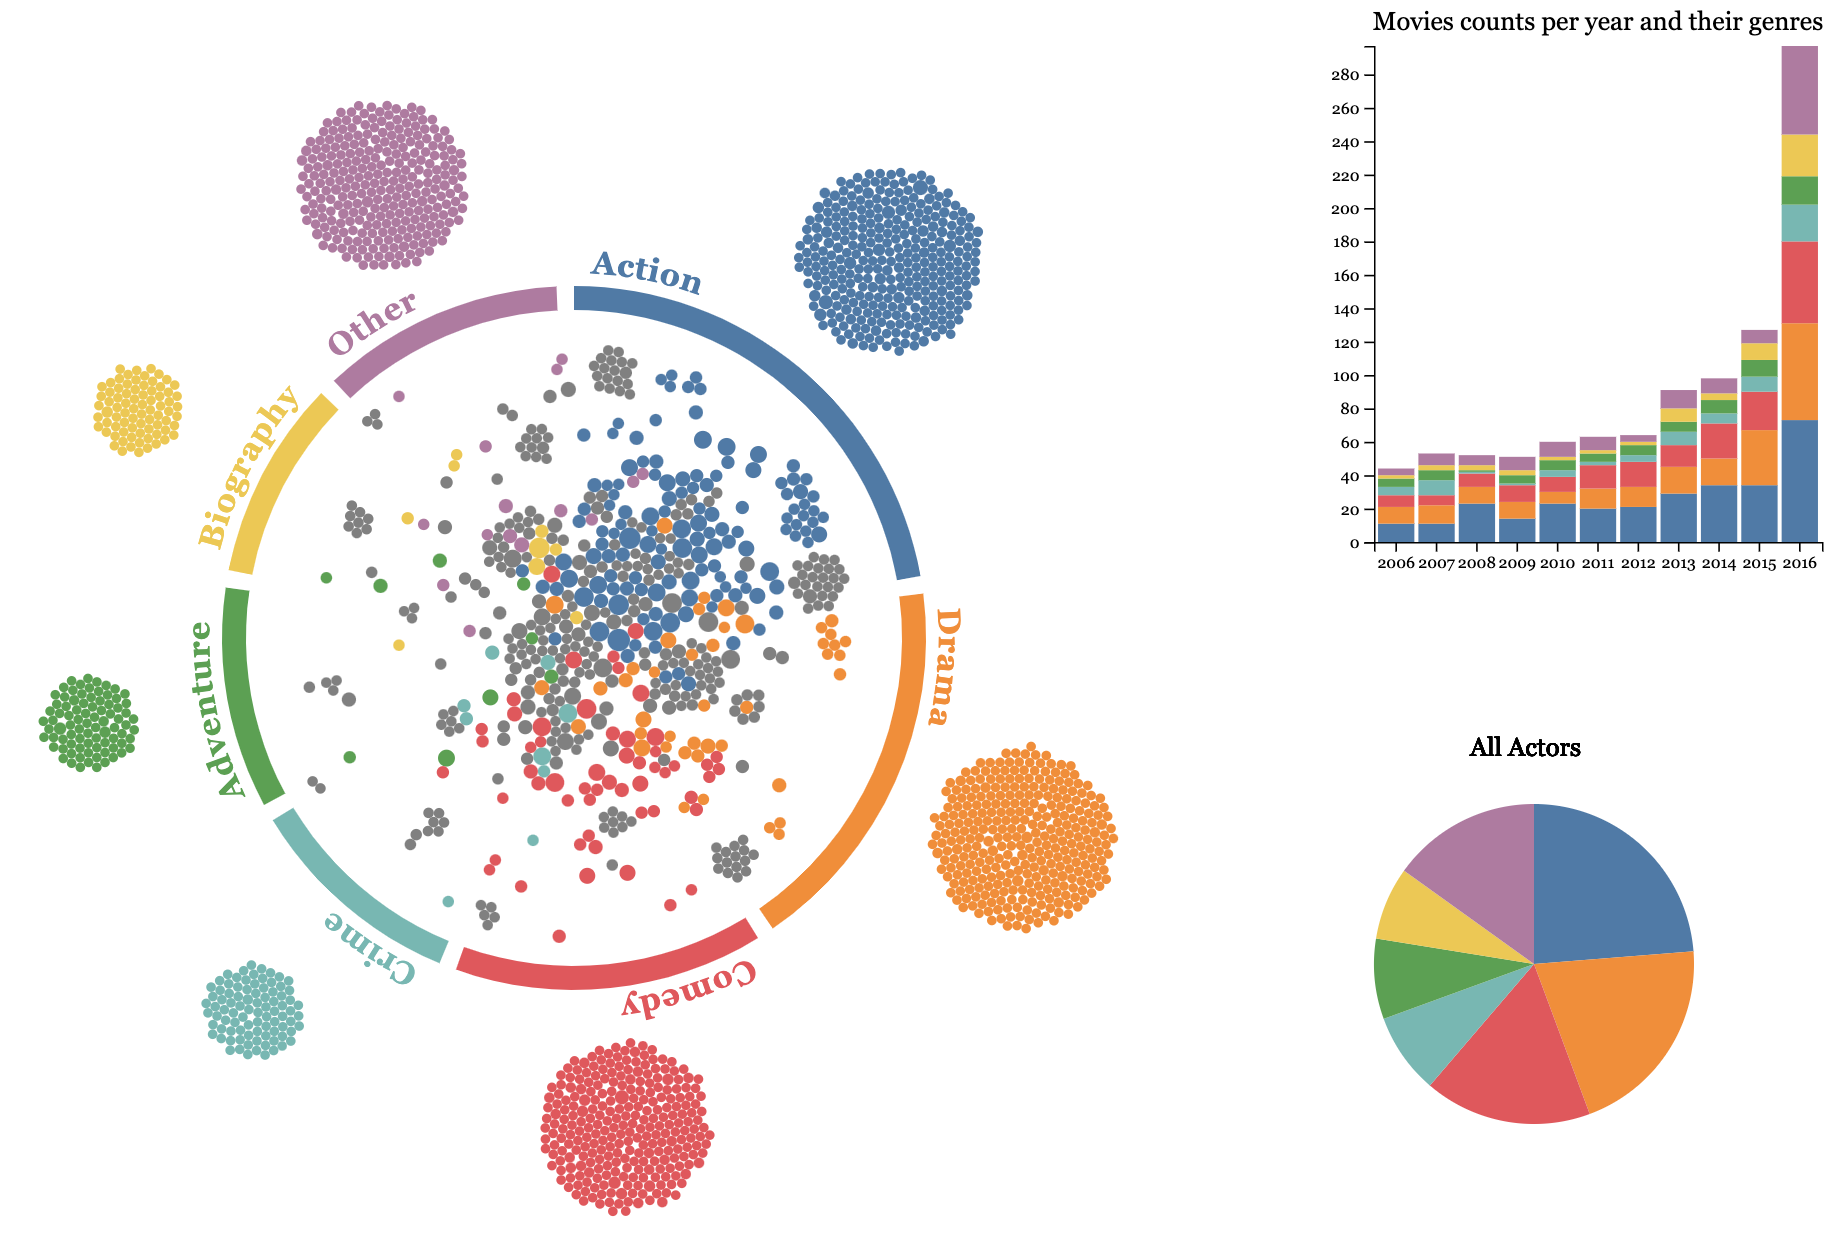 Movies counts per year and their genres
280
260
240
220
200
180
160
140
120
100
80
60
40
20
0
2006 2007 2008 2009 2010 2011 2012 2013 2014 2015 2016
Action
Other
Biography
Drama
Adventure
Crime
Comedy
All Actors